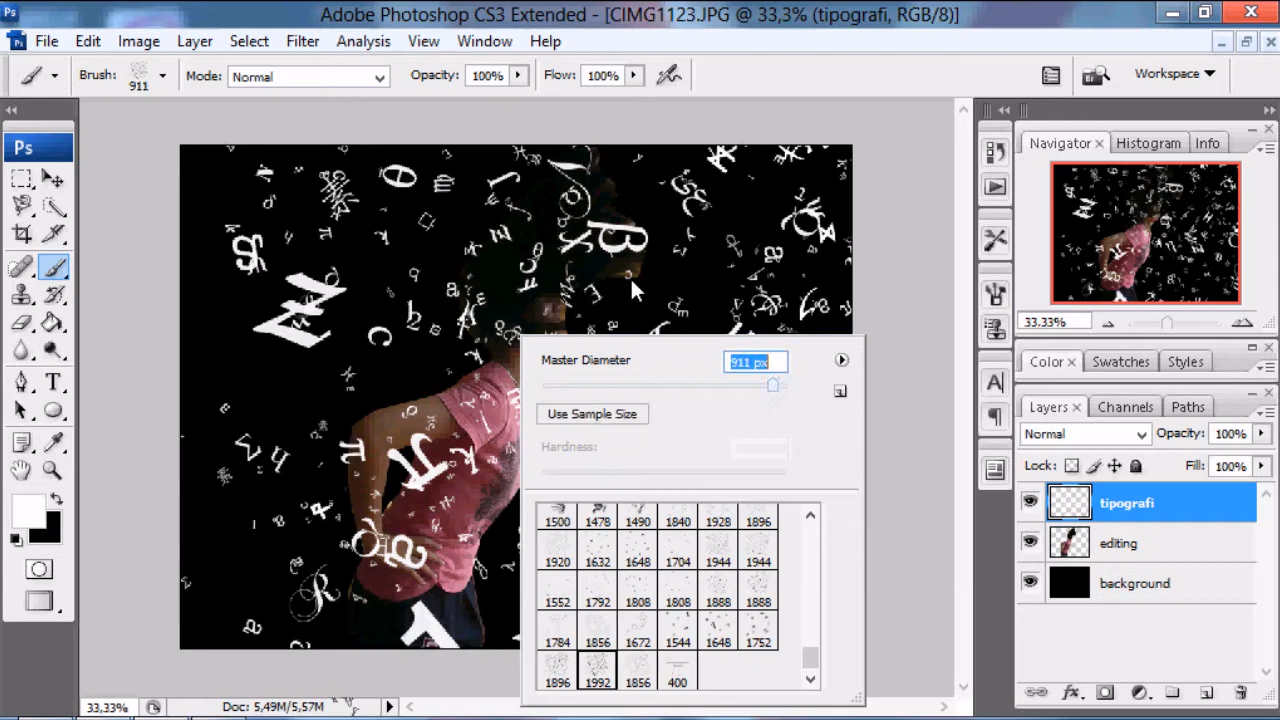 Adobe Photoshop CS3 Extended - [CIMG1123.JPG @ 33,3% (tipografi, RGB/8)]
File Edit Image Layer Select Filter Analysis View Window Help
Brush: 911 Mode: Normal Opacity: 100% Flow: 100% Workspace
Ps
Navigator Histogram Info
33.33%
Color Swatches Styles
Layers Channels Paths
Normal Opacity: 100%
Lock: Fill: 100%
tipografi
editing
background
Master Diameter 911 px
Use Sample Size
Hardness:
1500 1478 1490 1840 1928 1896
1920 1632 1648 1704 1944 1944
1552 1792 1808 1808 1888 1888
1784 1856 1672 1544 1648 1752
1896 1992 1856 400
33,33% Doc: 5,49M/5,57M